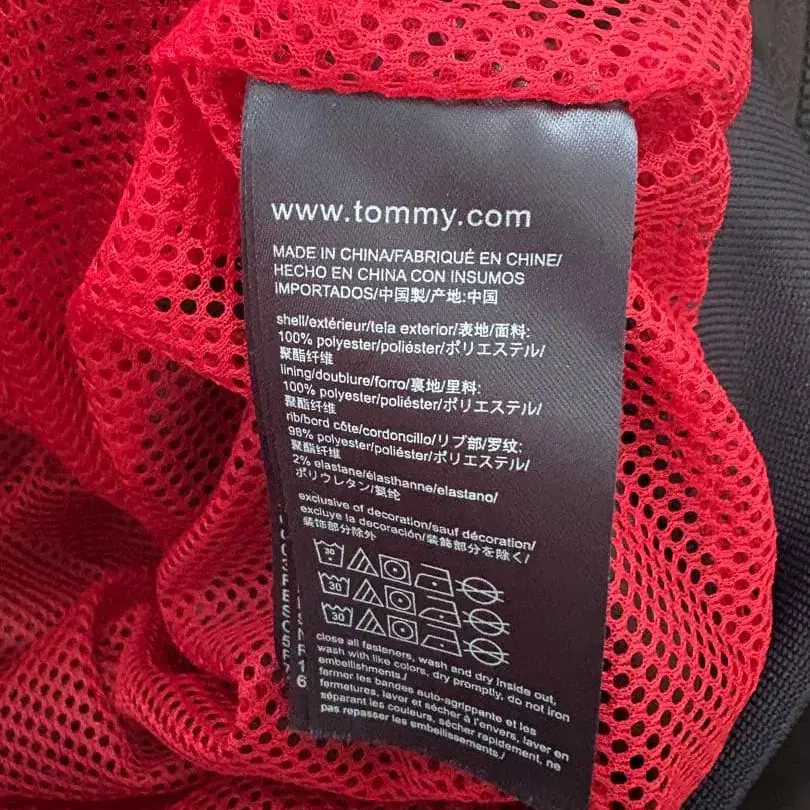 www.tommy.com
MADE IN CHINA/FABRIQUÉ EN CHINE/
HECHO EN CHINA CON INSUMOS
IMPORTADOS/中国製/产地:中国
shell/extérieur/tela exterior/表地/面料:
100% polyester/poliéster/ポリエステル/
聚酯纤维
lining/doublure/forro/裏地/里料:
100% polyester/poliéster/ポリエステル/
聚酯纤维
rib/bord côte/cordoncillo/リブ部/罗纹:
98% polyester/poliéster/ポリエステル/
聚酯纤维
2% elastane/élasthanne/elastano/
ポリウレタン/氨纶
exclusive of decoration/sauf décoration/
excluye la decoración/装飾部分を除く/
装饰部分除外
30
30
30
close all fasteners, wash and dry inside out,
wash with like colors, dry promptly, do not iron
embellishments./
fermer les bandes auto-agrippante et les
fermetures, laver et sécher à l'envers, laver en
séparant les couleurs, sécher rapidement, ne
pas repasser les embellissements./